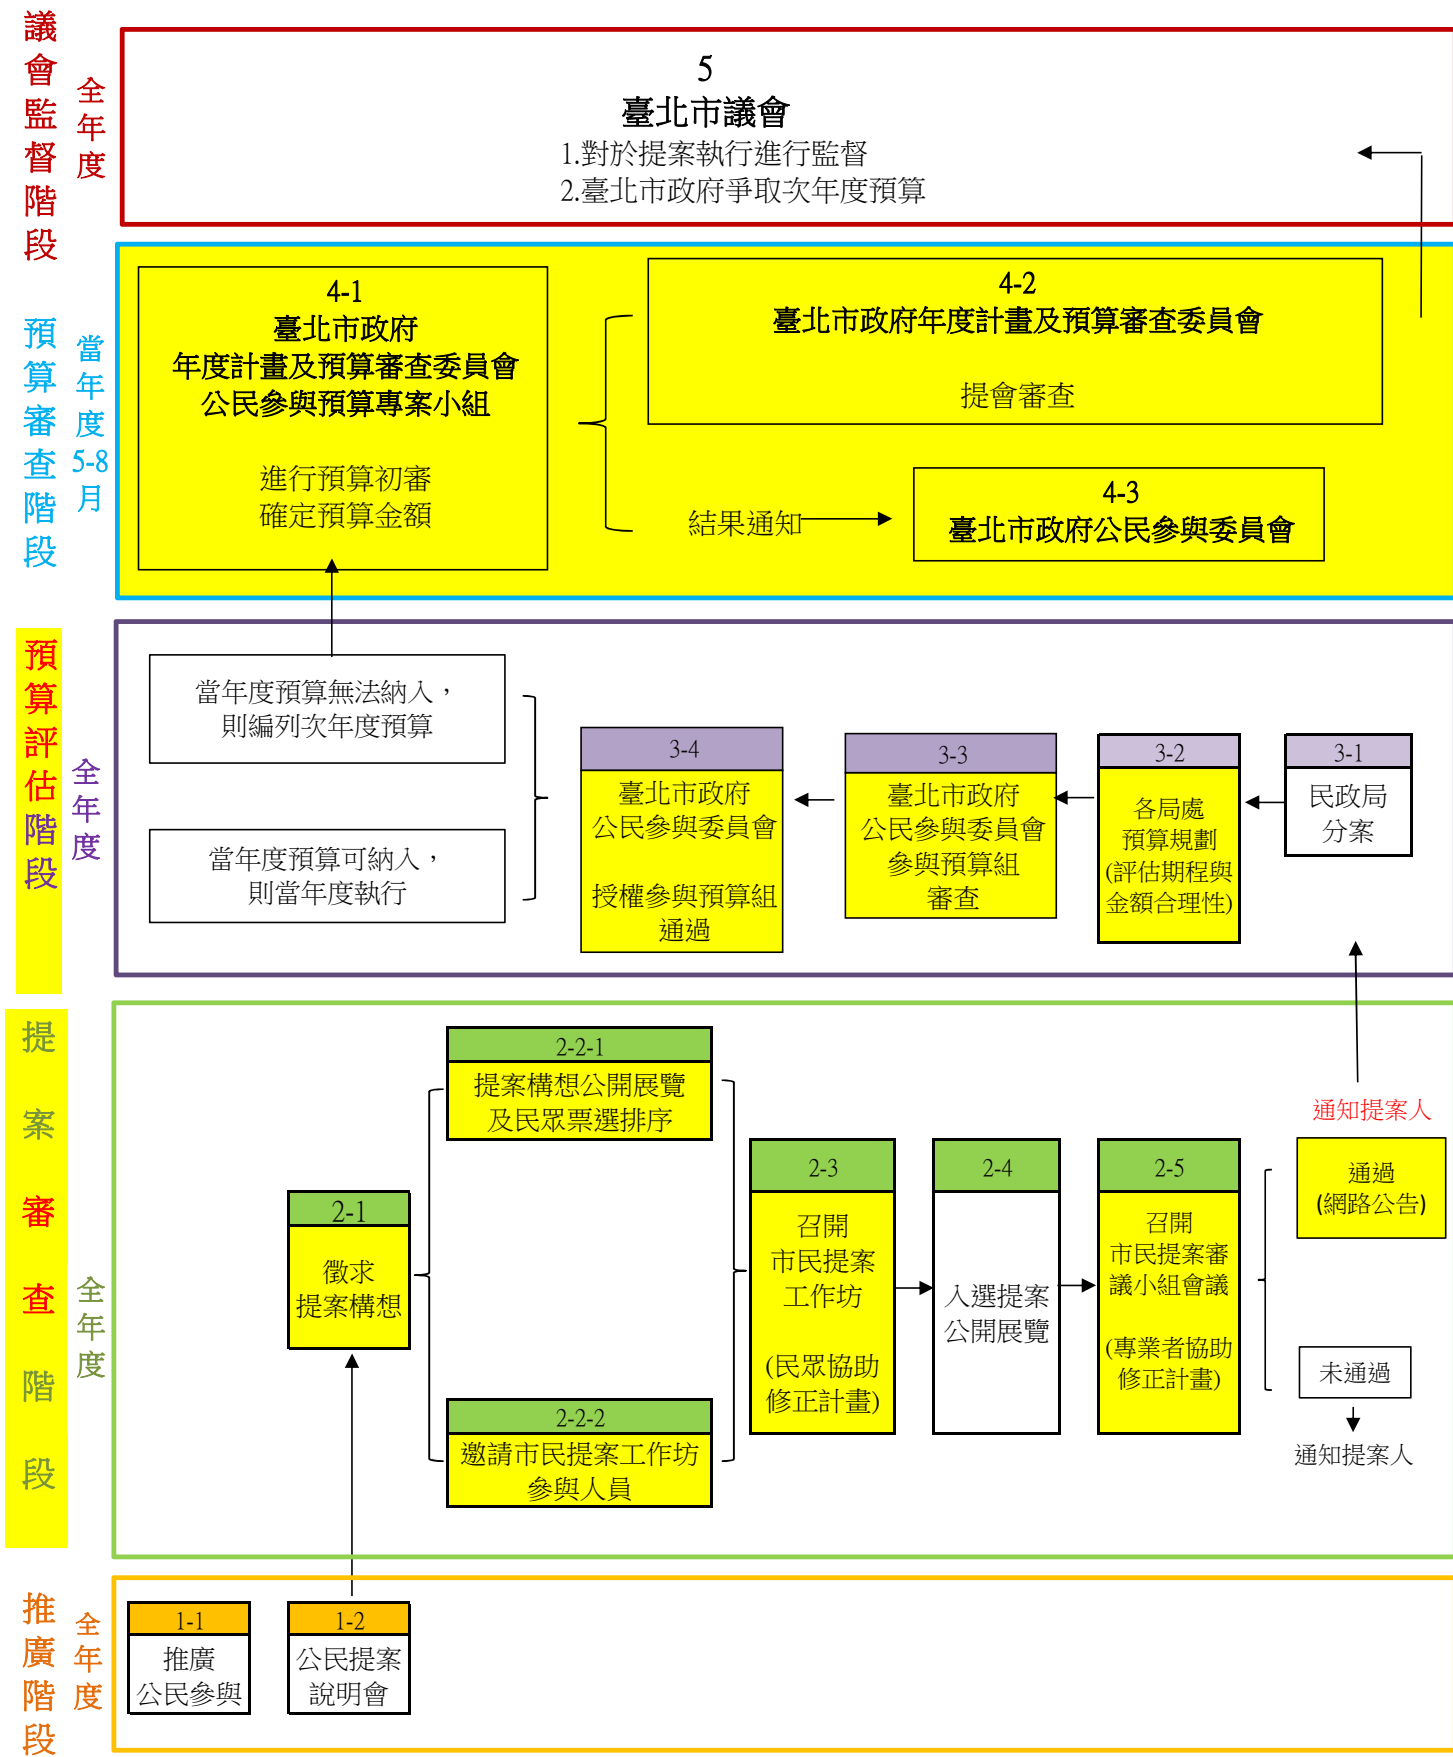 議會監督階段
全年度
5
臺北市議會
1.對於提案執行進行監督
2.臺北市政府爭取次年度預算
預算審查階段
當年度5-8月
4-1
臺北市政府
年度計畫及預算審查委員會
公民參與預算專案小組
進行預算初審
確定預算金額
4-2
臺北市政府年度計畫及預算審查委員會
提會審查
結果通知
4-3
臺北市政府公民參與委員會
預算評估階段
全年度
當年度預算無法納入，
則編列次年度預算
當年度預算可納入，
則當年度執行
3-4
臺北市政府
公民參與委員會
授權參與預算組
通過
3-3
臺北市政府
公民參與委員會
參與預算組
審查
3-2
各局處
預算規劃
(評估期程與
金額合理性)
3-1
民政局
分案
提案審查階段
全年度
2-1
徵求
提案構想
2-2-1
提案構想公開展覽
及民眾票選排序
2-2-2
邀請市民提案工作坊
參與人員
2-3
召開
市民提案
工作坊
(民眾協助
修正計畫)
2-4
入選提案
公開展覽
2-5
召開
市民提案審
議小組會議
(專業者協助
修正計畫)
通知提案人
通過
(網路公告)
未通過
通知提案人
推廣階段
全年度
1-1
推廣
公民參與
1-2
公民提案
說明會